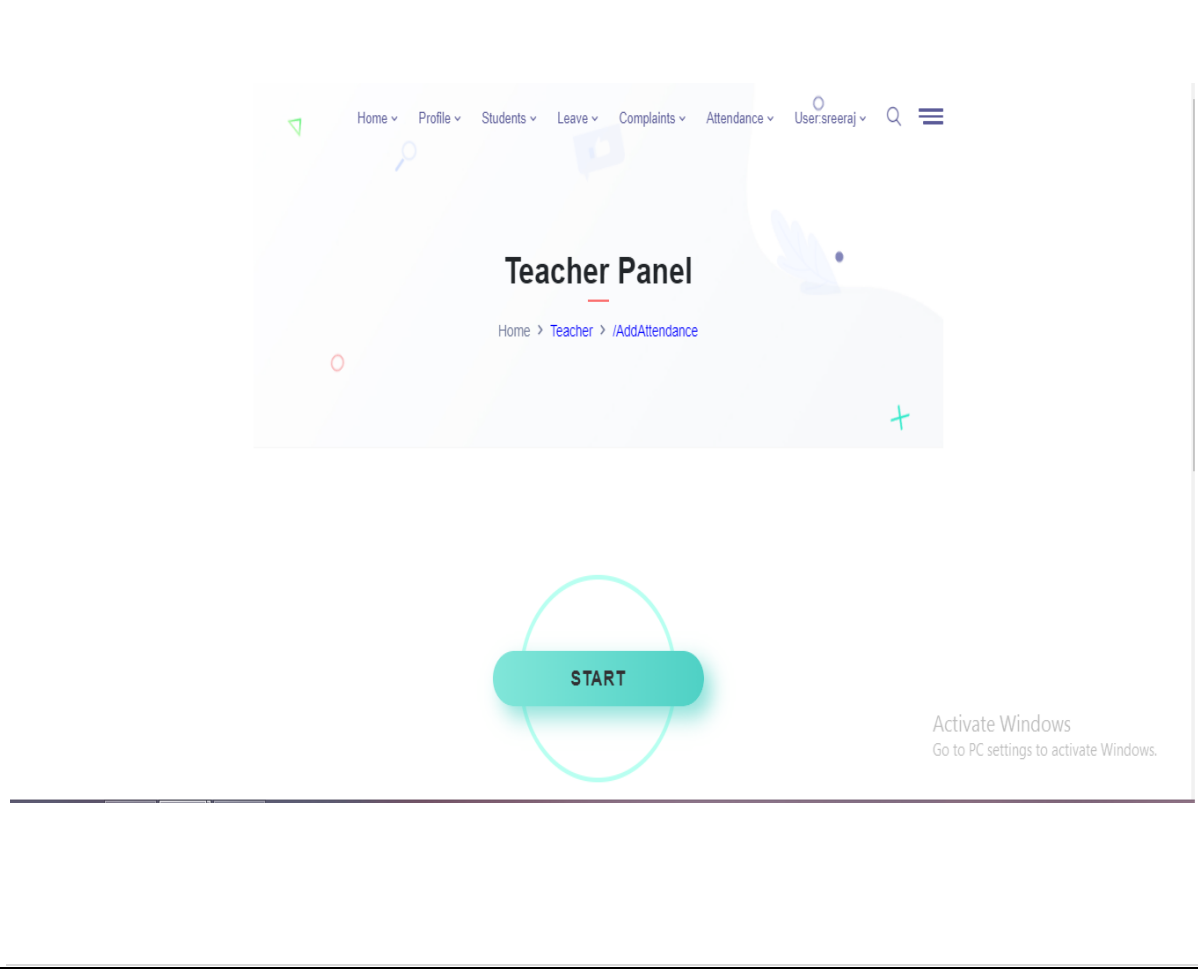 Home Profile Students Leave Complaints Attendance User:sreeraj
Teacher Panel
Home > Teacher > /AddAttendance
START
Activate Windows
Go to PC settings to activate Windows.